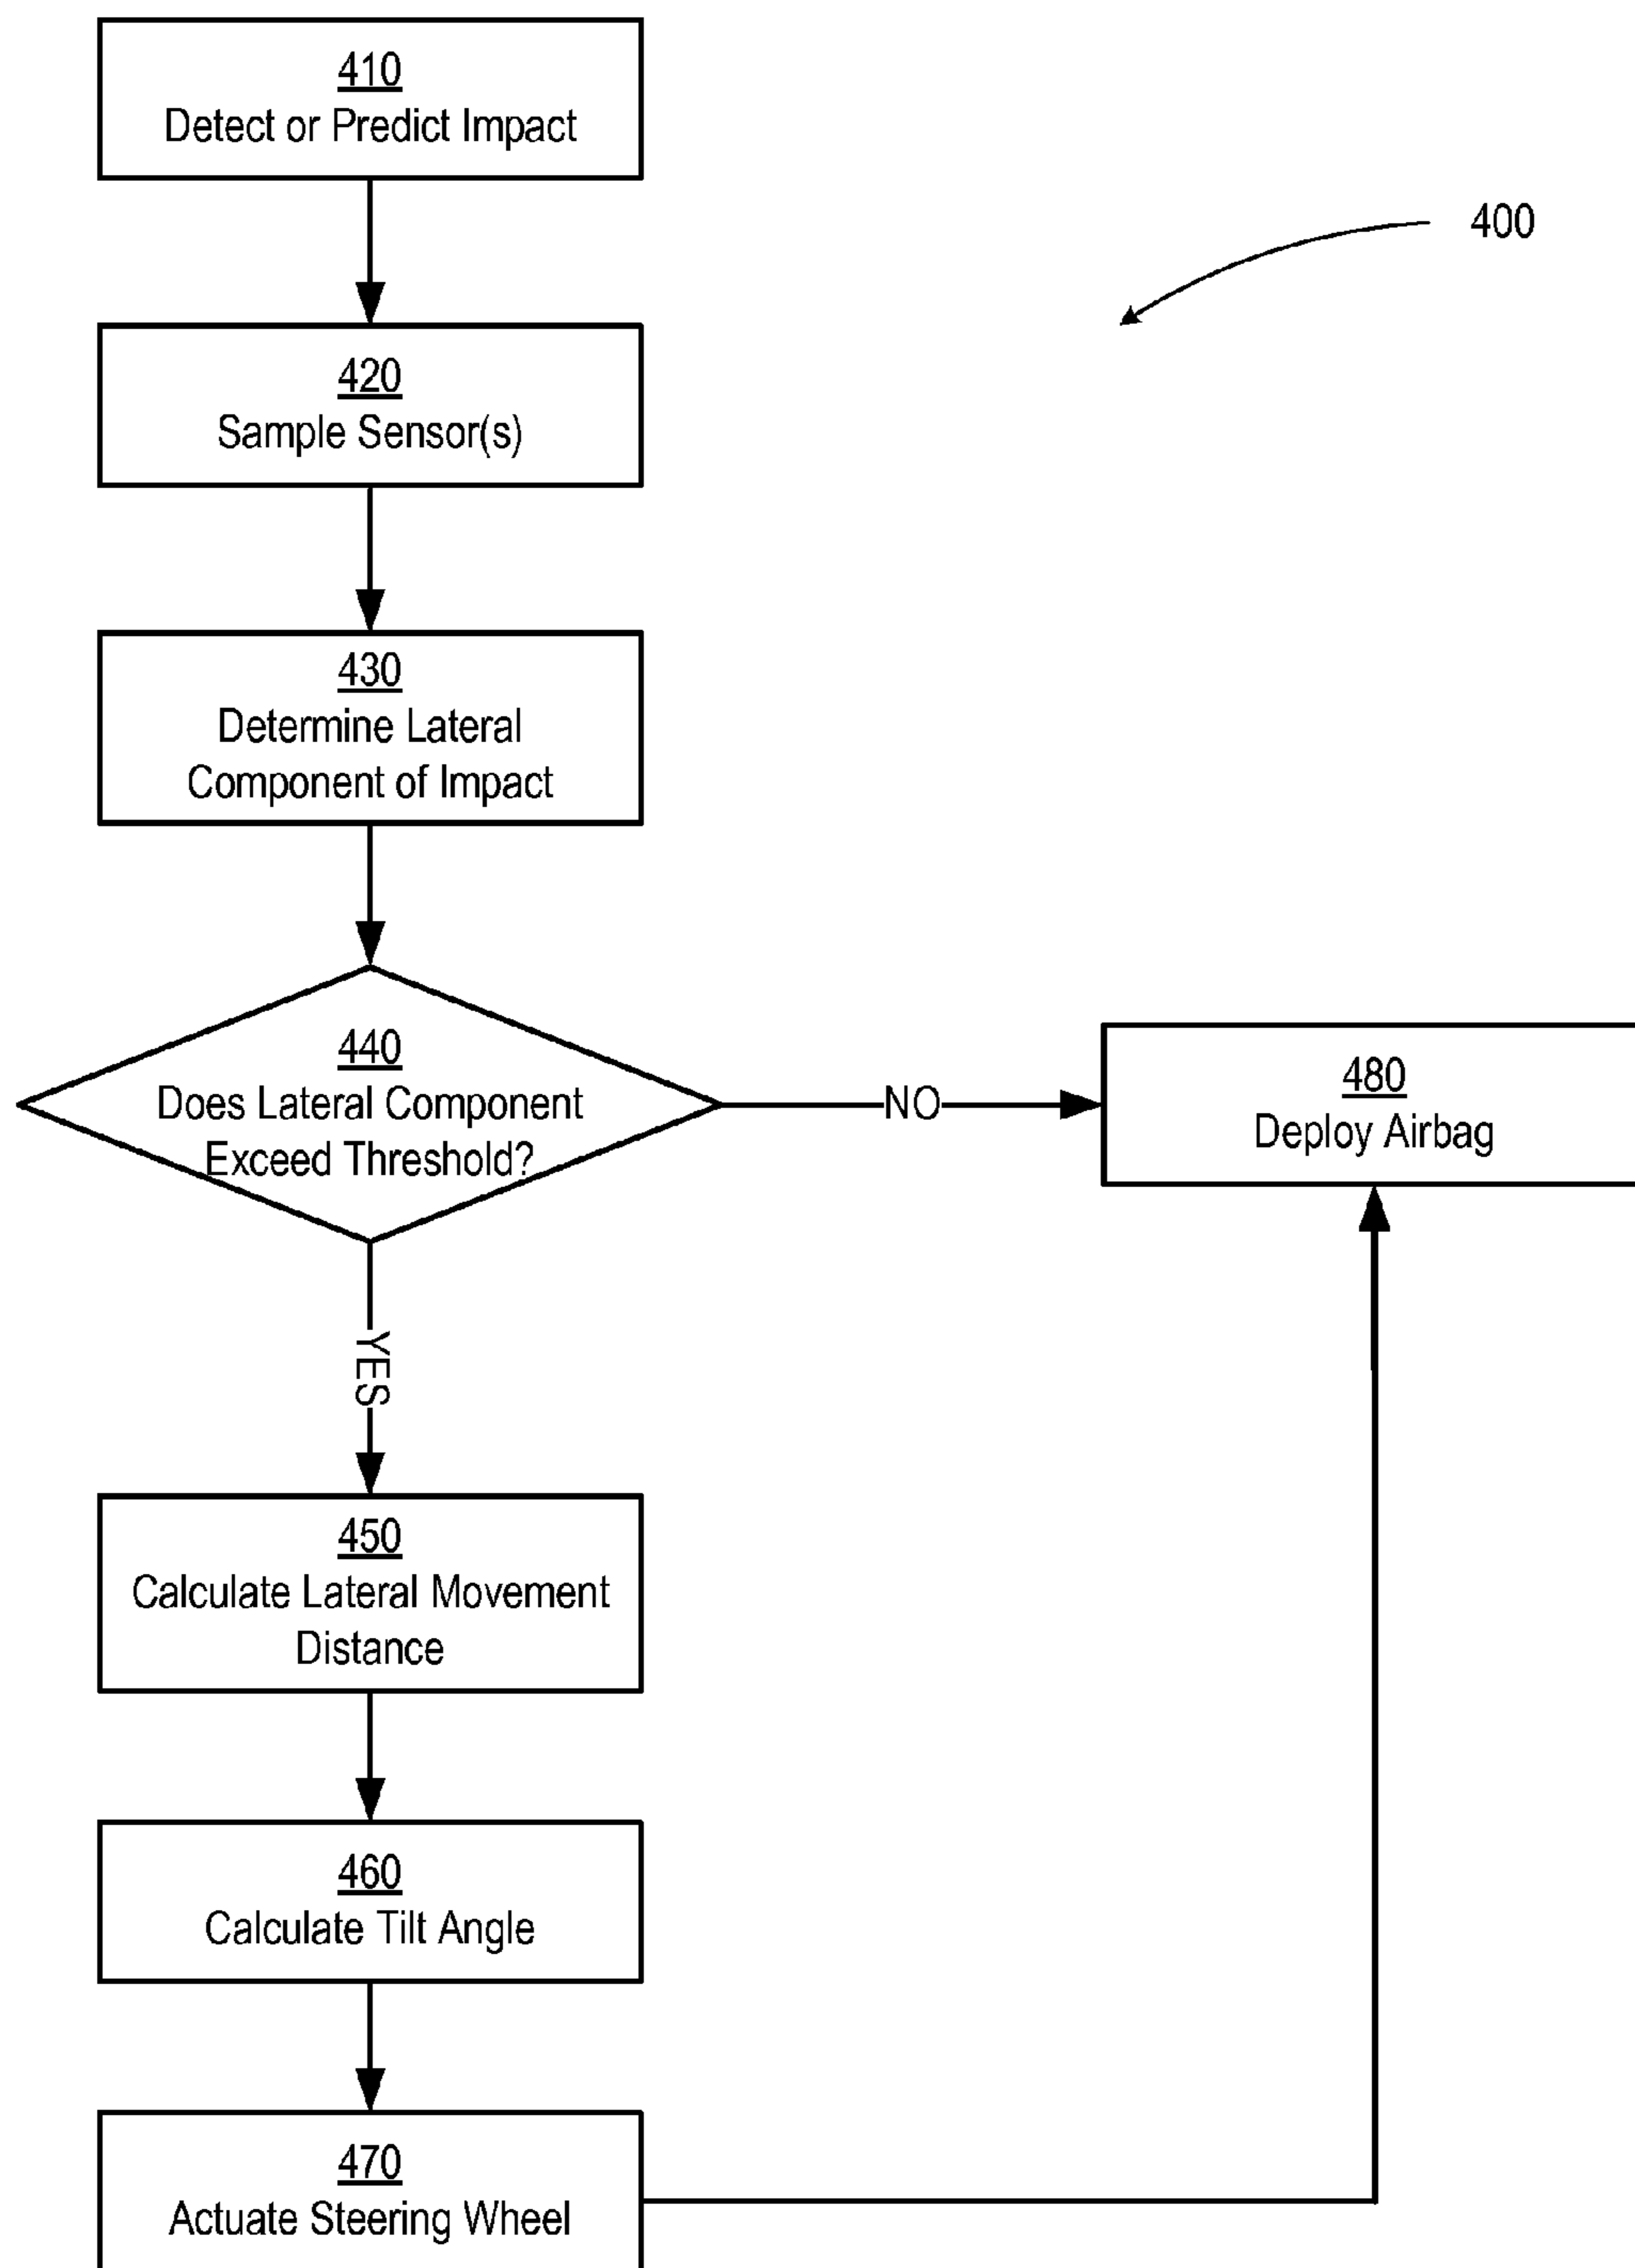 410
Detect or Predict Impact
400
420
Sample Sensor(s)
430
Determine Lateral
Component of Impact
440
Does Lateral Component
Exceed Threshold?
NO
480
Deploy Airbag
YES
450
Calculate Lateral Movement
Distance
460
Calculate Tilt Angle
470
Actuate Steering Wheel